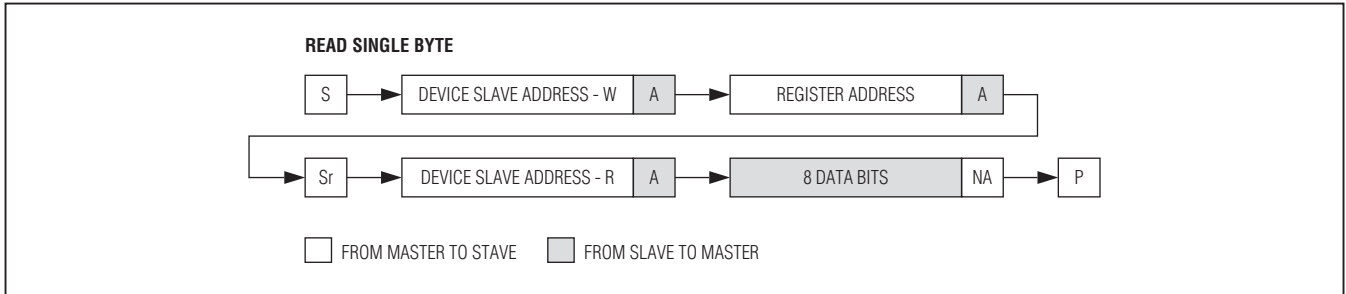 READ SINGLE BYTE
S DEVICE SLAVE ADDRESS - W A REGISTER ADDRESS A
Sr DEVICE SLAVE ADDRESS - R A 8 DATA BITS NA P
FROM MASTER TO STAVE FROM SLAVE TO MASTER